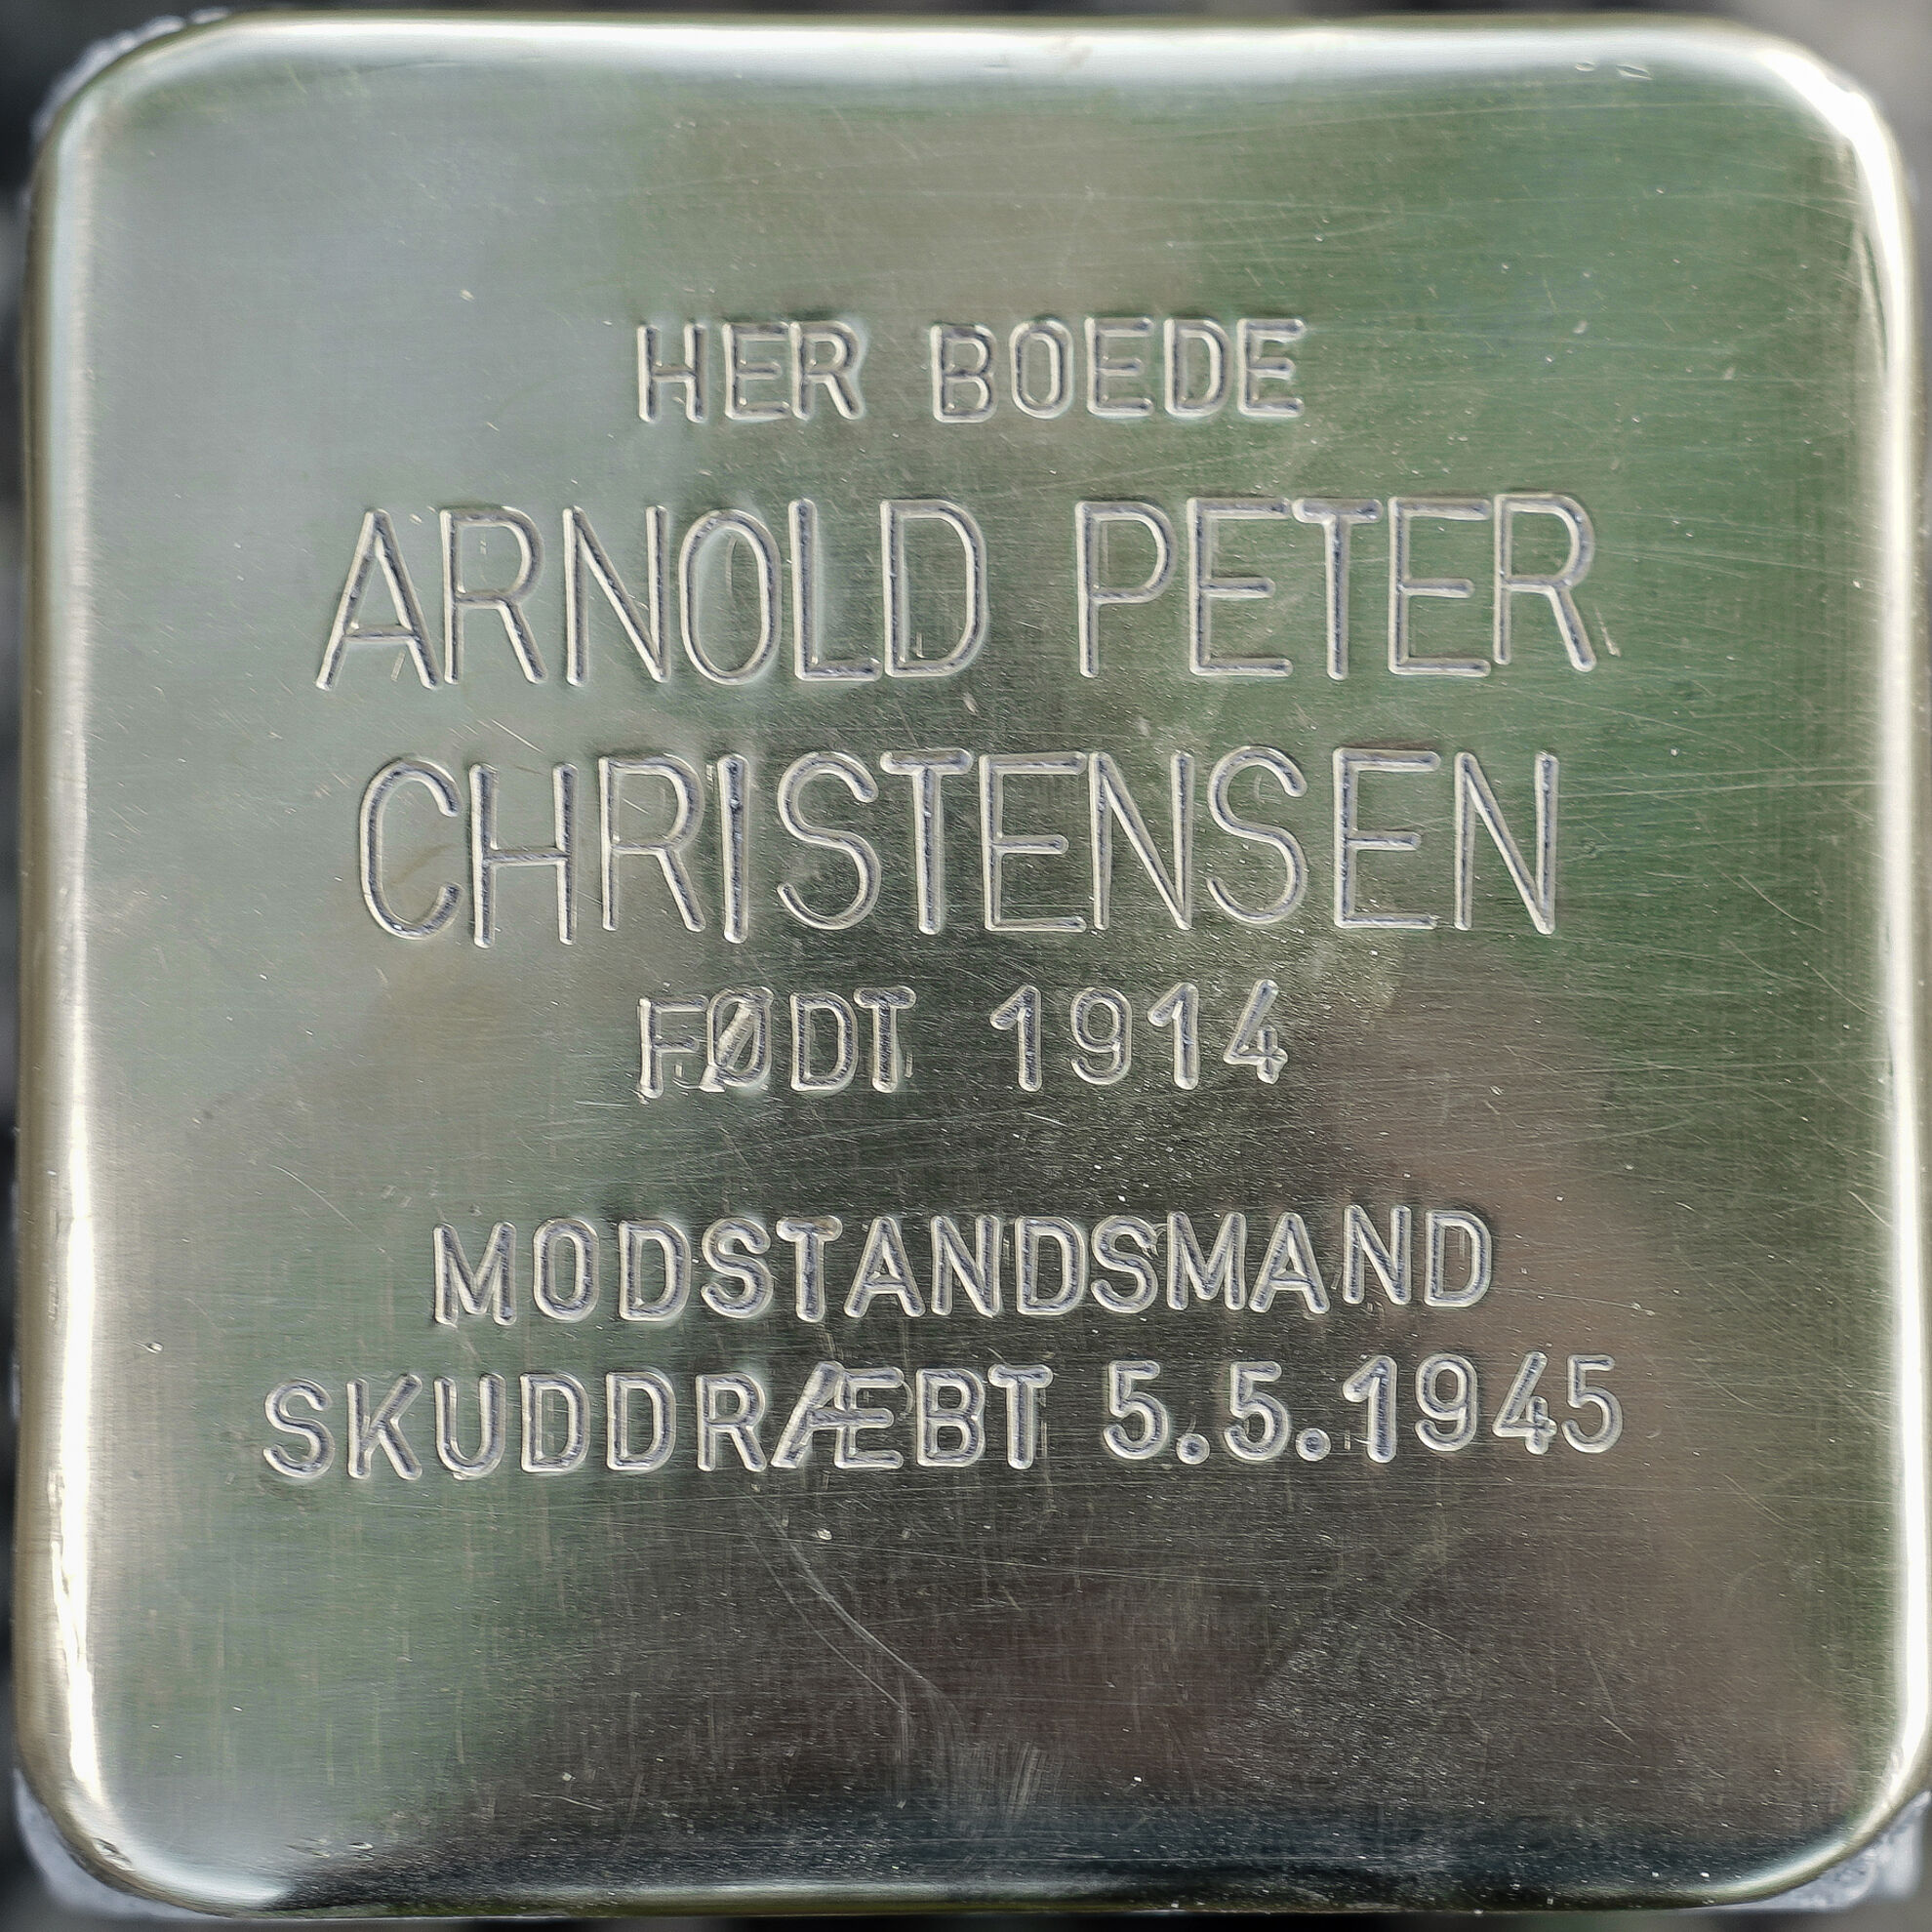 HER BOEDE
ARNOLD PETER
CHRISTENSEN
FØDT 1914
MODSTANDSMAND
SKUDDRÆBT 5.5.1945